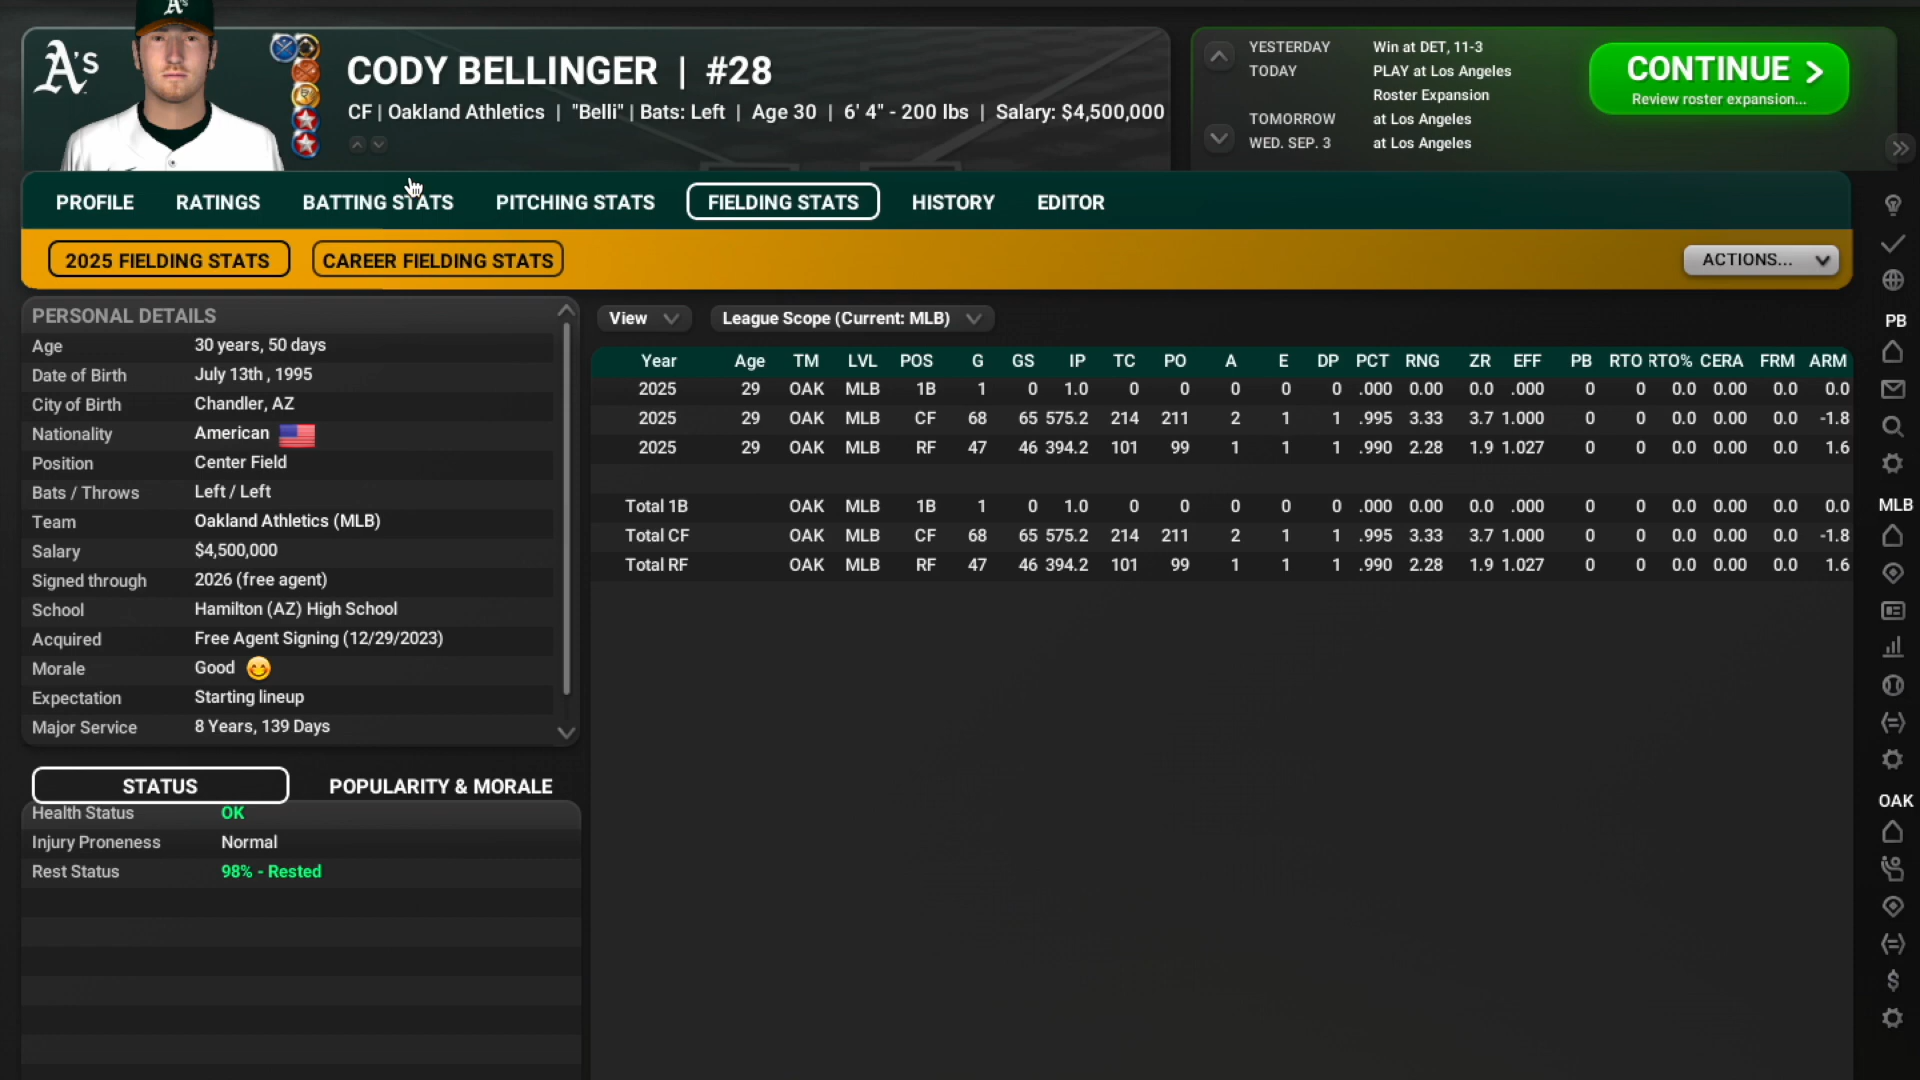 A's
A's
CODY BELLINGER | #28
CF | Oakland Athletics | "Belli" | Bats: Left | Age 30 | 6' 4" - 200 lbs | Salary: $4,500,000
YESTERDAY Win at DET, 11-3
TODAY PLAY at Los Angeles
Roster Expansion
TOMORROW at Los Angeles
WED. SEP. 3 at Los Angeles
CONTINUE
Review roster expansion...
PROFILE RATINGS BATTING STATS PITCHING STATS FIELDING STATS HISTORY EDITOR
2025 FIELDING STATS CAREER FIELDING STATS ACTIONS...
PERSONAL DETAILS
Age 30 years, 50 days
Date of Birth July 13th , 1995
City of Birth Chandler, AZ
Nationality American
Position Center Field
Bats / Throws Left / Left
Team Oakland Athletics (MLB)
Salary $4,500,000
Signed through 2026 (free agent)
School Hamilton (AZ) High School
Acquired Free Agent Signing (12/29/2023)
Morale Good
Expectation Starting lineup
Major Service 8 Years, 139 Days
STATUS POPULARITY & MORALE
Health Status OK
Injury Proneness Normal
Rest Status 98% - Rested
View League Scope (Current: MLB)
Year Age TM LVL POS G GS IP TC PO A E DP PCT RNG ZR EFF PB RTO RTO% CERA FRM ARM
2025 29 OAK MLB 1B 1 0 1.0 0 0 0 0 0 .000 0.00 0.0 .000 0 0 0.0 0.00 0.0 0.0
2025 29 OAK MLB CF 68 65 575.2 214 211 2 1 1 .995 3.33 3.7 1.000 0 0 0.0 0.00 0.0 -1.8
2025 29 OAK MLB RF 47 46 394.2 101 99 1 1 1 .990 2.28 1.9 1.027 0 0 0.0 0.00 0.0 1.6
Total 1B OAK MLB 1B 1 0 1.0 0 0 0 0 0 .000 0.00 0.0 .000 0 0 0.0 0.00 0.0 0.0
Total CF OAK MLB CF 68 65 575.2 214 211 2 1 1 .995 3.33 3.7 1.000 0 0 0.0 0.00 0.0 -1.8
Total RF OAK MLB RF 47 46 394.2 101 99 1 1 1 .990 2.28 1.9 1.027 0 0 0.0 0.00 0.0 1.6
PB
MLB
OAK
$